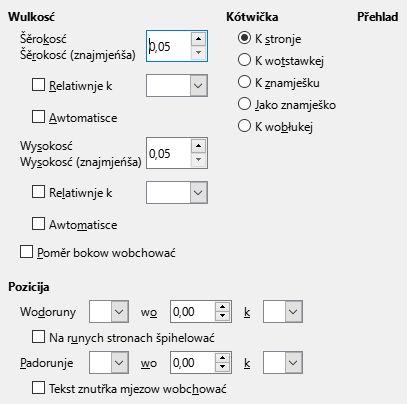 Wulkosć
Kótwička
Přehlad
Šěrokosć
Šěrokosć (znajmjeńša)
0,05
K stronje
K wotstawkej
K znamješku
Jako znamješko
K wobłukej
Relatiwnje k
Awtomatisce
Wysokosć
Wysokosć (znajmjeńša)
0,05
Relatiwnje k
Awtomatisce
Poměr bokow wobchować
Pozicija
Wodoruny wo 0,00 k
Na runych stronach špihelować
Padorunje wo 0,00 k
Tekst znutřka mjezow wobchować